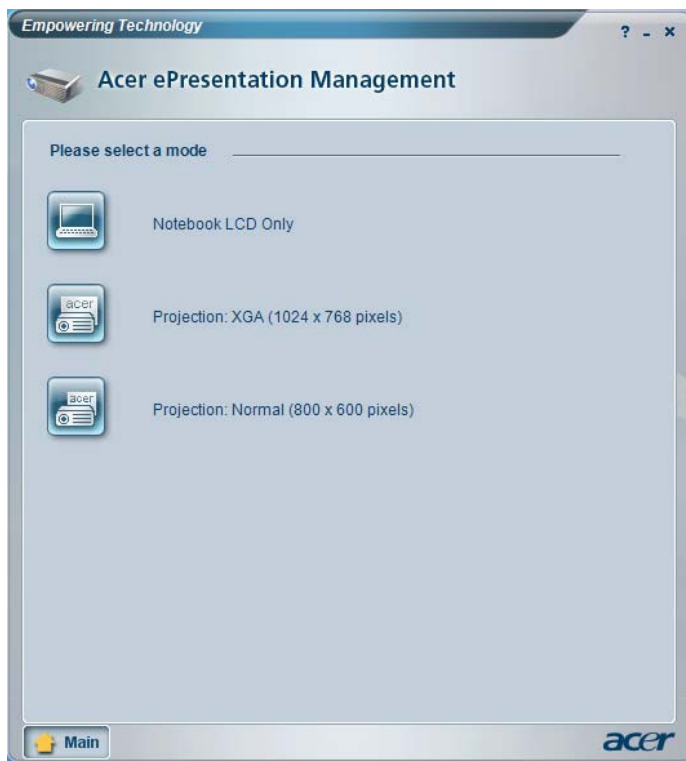 Empowering Technology
? - x
Acer ePresentation Management
Please select a mode
Notebook LCD Only
acer
Projection: XGA (1024 x 768 pixels)
acer
Projection: Normal (800 x 600 pixels)
Main
acer